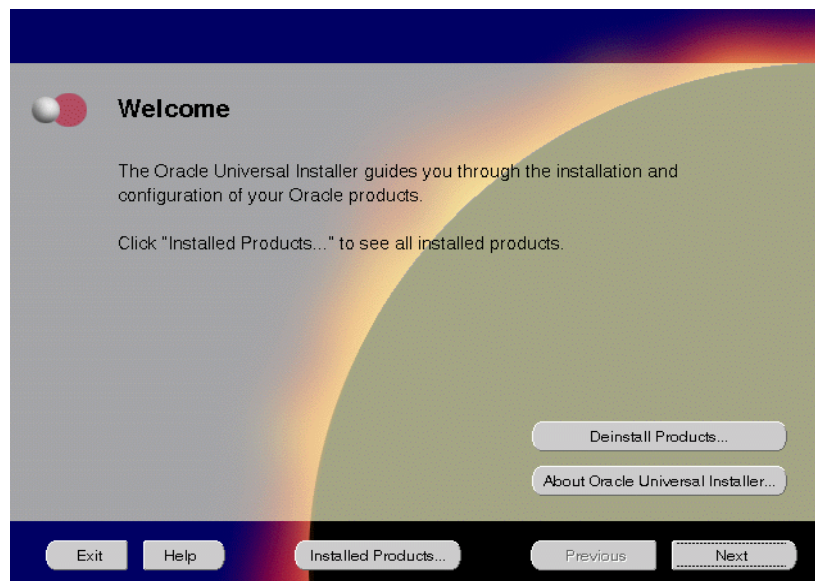 Welcome
The Oracle Universal Installer guides you through the installation and
configuration of your Oracle products.
Click "Installed Products..." to see all installed products.
Deinstall Products...
About Oracle Universal Installer...
Exit
Help
Installed Products...
Previous
Next